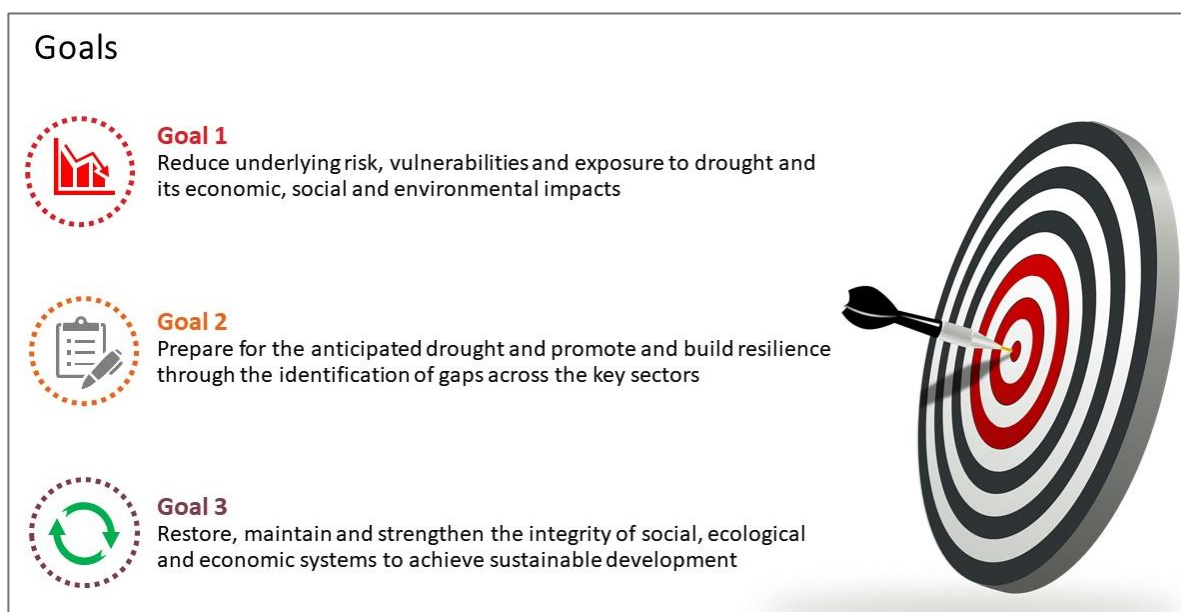 Goals
Goal 1
Reduce underlying risk, vulnerabilities and exposure to drought and
its economic, social and environmental impacts
Goal 2
Prepare for the anticipated drought and promote and build resilience
through the identification of gaps across the key sectors
Goal 3
Restore, maintain and strengthen the integrity of social, ecological
and economic systems to achieve sustainable development